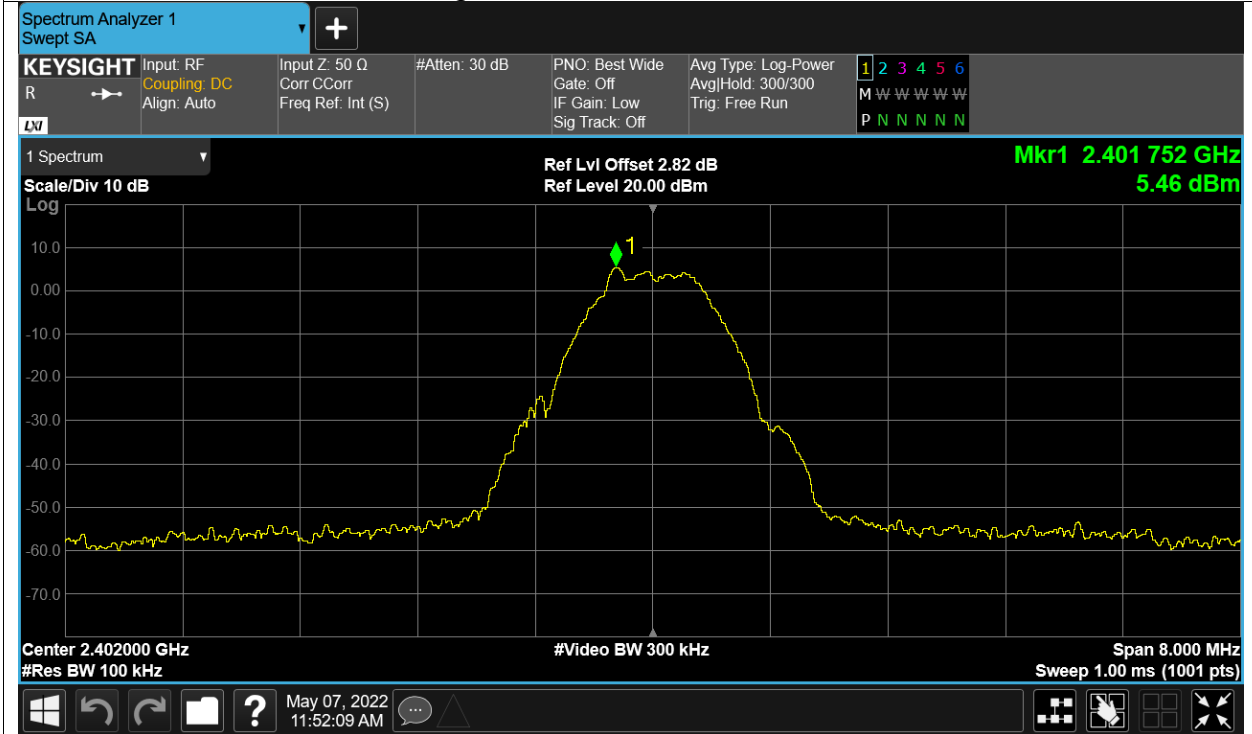 Spectrum Analyzer 1
Swept SA
KEYSIGHT
R
LXI
Input: RF
Coupling: DC
Align: Auto
Input Z: 50 Ω
Corr CCorr
Freq Ref: Int (S)
#Atten: 30 dB
PNO: Best Wide
Gate: Off
IF Gain: Low
Sig Track: Off
Avg Type: Log-Power
Avg|Hold: 300/300
Trig: Free Run
1 2 3 4 5 6
M W W W W W
P N N N N N
1 Spectrum
Scale/Div 10 dB
Log
Ref Lvl Offset 2.82 dB
Ref Level 20.00 dBm
Mkr1 2.401 752 GHz
5.46 dBm
1
10.0
0.00
-10.0
-20.0
-30.0
-40.0
-50.0
-60.0
-70.0
Center 2.402000 GHz
#Res BW 100 kHz
#Video BW 300 kHz
Span 8.000 MHz
Sweep 1.00 ms (1001 pts)
?
May 07, 2022
11:52:09 AM